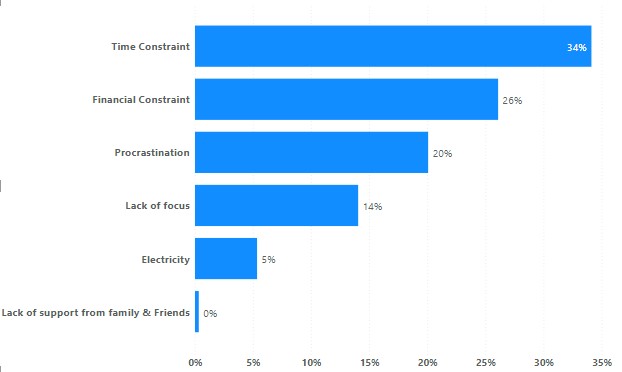 Time Constraint 34%
Financial Constraint 26%
Procrastination 20%
Lack of focus 14%
Electricity 5%
Lack of support from family & Friends 0%
0% 5% 10% 15% 20% 25% 30% 35%